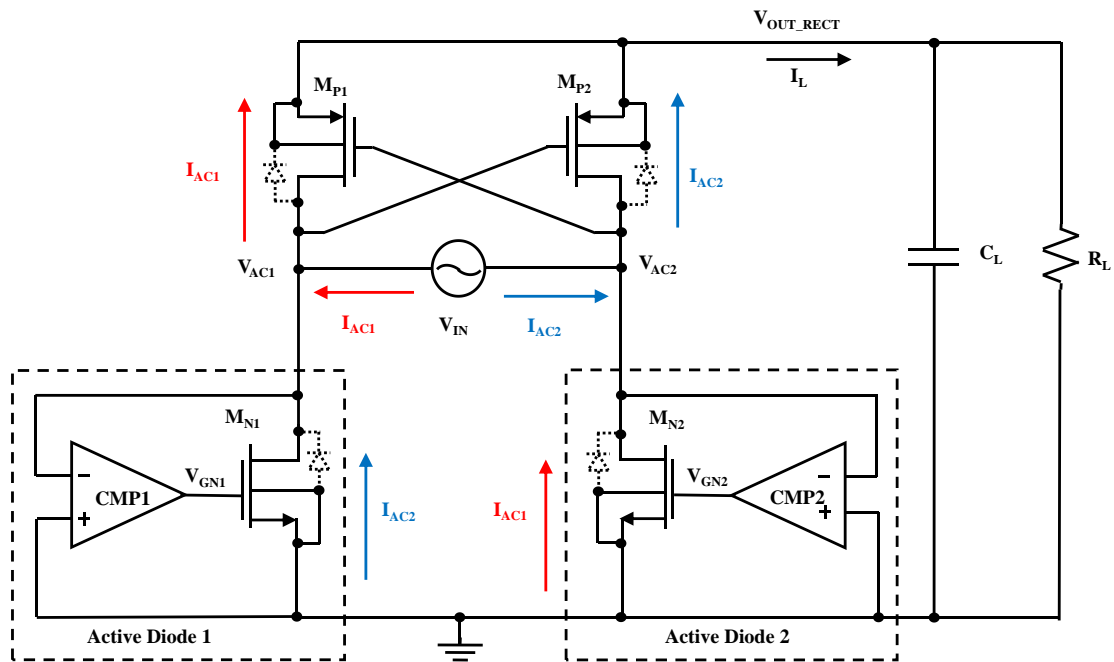 V_OUT_RECT
I_L
M_P1
M_P2
I_AC1
I_AC2
V_AC1
V_AC2
C_L
R_L
I_AC1
V_IN
I_AC2
M_N1
M_N2
−
CMP1
+
V_GN1
I_AC2
I_AC1
V_GN2
−
CMP2
+
Active Diode 1
Active Diode 2